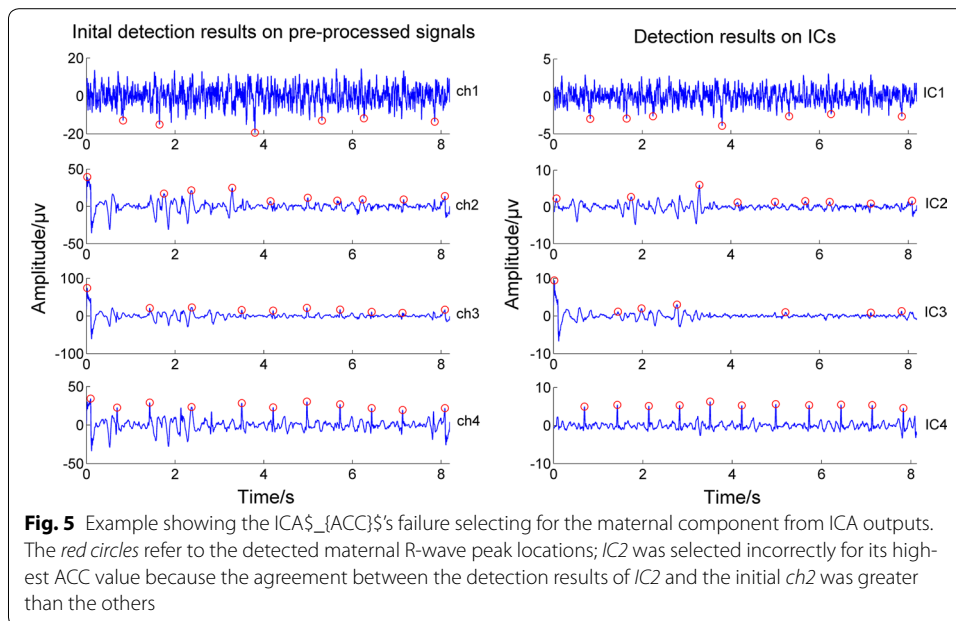 Inital detection results on pre-processed signals
Detection results on ICs
Amplitude/μv
20
0
-20
0 2 4 6 8
ch1
50
0
-50
0 2 4 6 8
ch2
100
0
-100
0 2 4 6 8
ch3
50
0
-50
0 2 4 6 8
ch4
Time/s
Amplitude/μv
5
0
-5
0 2 4 6 8
IC1
10
0
-10
0 2 4 6 8
IC2
10
0
-10
0 2 4 6 8
IC3
10
0
-10
0 2 4 6 8
IC4
Time/s
Fig. 5 Example showing the ICA$_{ACC}$'s failure selecting for the maternal component from ICA outputs.
The red circles refer to the detected maternal R-wave peak locations; IC2 was selected incorrectly for its high-
est ACC value because the agreement between the detection results of IC2 and the initial ch2 was greater
than the others